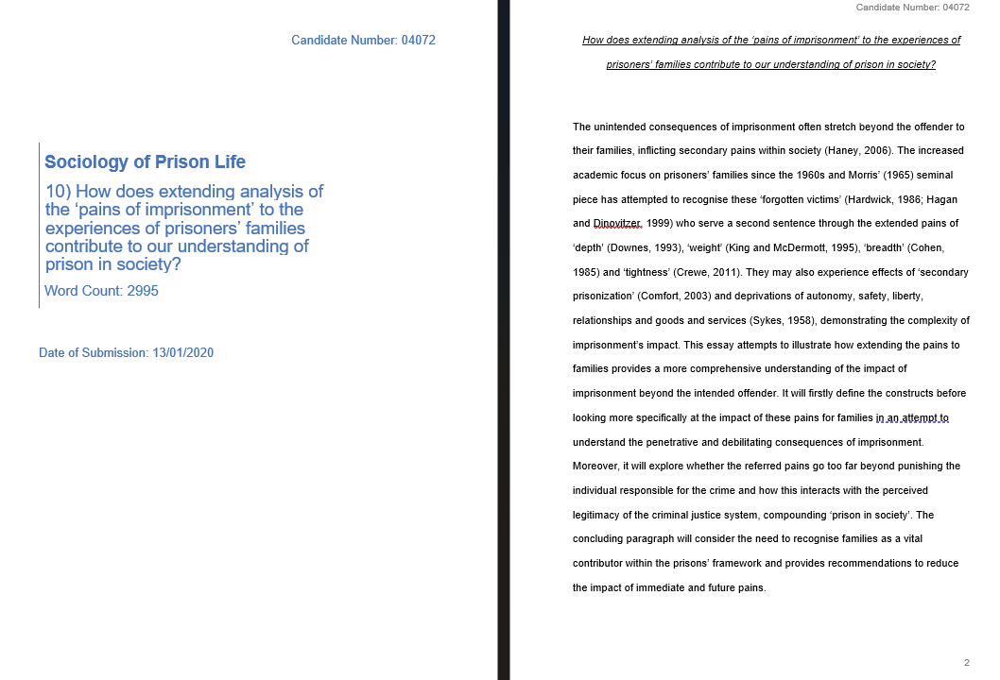 Candidate Number: 04072
Sociology of Prison Life
10) How does extending analysis of
the ‘pains of imprisonment’ to the
experiences of prisoners’ families
contribute to our understanding of
prison in society?
Word Count: 2995
Date of Submission: 13/01/2020
Candidate Number: 04072
How does extending analysis of the ‘pains of imprisonment’ to the experiences of
prisoners’ families contribute to our understanding of prison in society?
The unintended consequences of imprisonment often stretch beyond the offender to
their families, inflicting secondary pains within society (Haney, 2006). The increased
academic focus on prisoners’ families since the 1960s and Morris’ (1965) seminal
piece has attempted to recognise these ‘forgotten victims’ (Hardwick, 1986; Hagan
and Dinovitzer, 1999) who serve a second sentence through the extended pains of
‘depth’ (Downes, 1993), ‘weight’ (King and McDermott, 1995), ‘breadth’ (Cohen,
1985) and ‘tightness’ (Crewe, 2011). They may also experience effects of ‘secondary
prisonization’ (Comfort, 2003) and deprivations of autonomy, safety, liberty,
relationships and goods and services (Sykes, 1958), demonstrating the complexity of
imprisonment’s impact. This essay attempts to illustrate how extending the pains to
families provides a more comprehensive understanding of the impact of
imprisonment beyond the intended offender. It will firstly define the constructs before
looking more specifically at the impact of these pains for families in an attempt to
understand the penetrative and debilitating consequences of imprisonment.
Moreover, it will explore whether the referred pains go too far beyond punishing the
individual responsible for the crime and how this interacts with the perceived
legitimacy of the criminal justice system, compounding ‘prison in society’. The
concluding paragraph will consider the need to recognise families as a vital
contributor within the prisons’ framework and provides recommendations to reduce
the impact of immediate and future pains.
2